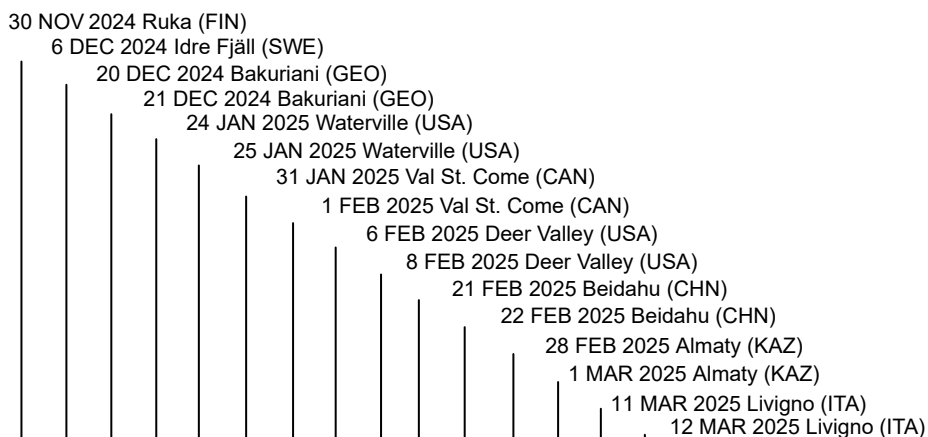 30 NOV 2024 Ruka (FIN)
6 DEC 2024 Idre Fjäll (SWE)
20 DEC 2024 Bakuriani (GEO)
21 DEC 2024 Bakuriani (GEO)
24 JAN 2025 Waterville (USA)
25 JAN 2025 Waterville (USA)
31 JAN 2025 Val St. Come (CAN)
1 FEB 2025 Val St. Come (CAN)
6 FEB 2025 Deer Valley (USA)
8 FEB 2025 Deer Valley (USA)
21 FEB 2025 Beidahu (CHN)
22 FEB 2025 Beidahu (CHN)
28 FEB 2025 Almaty (KAZ)
1 MAR 2025 Almaty (KAZ)
11 MAR 2025 Livigno (ITA)
12 MAR 2025 Livigno (ITA)